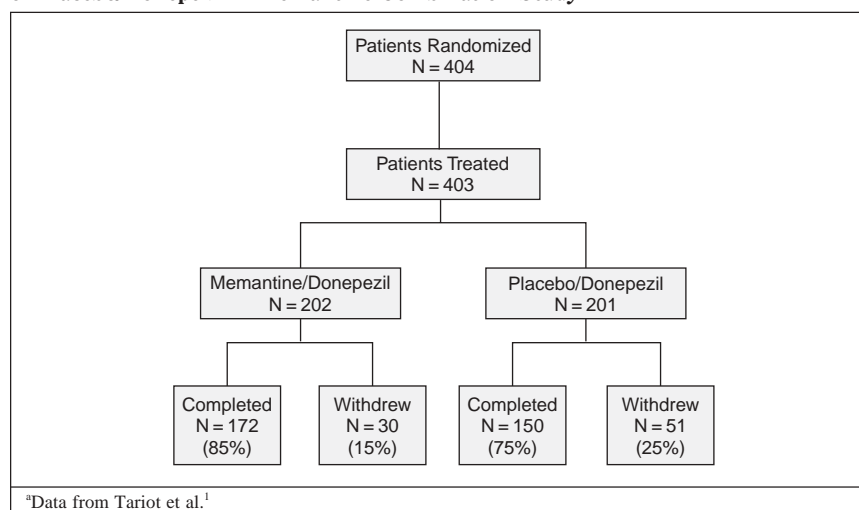 Patients Randomized
N = 404
Patients Treated
N = 403
Memantine/Donepezil
N = 202
Placebo/Donepezil
N = 201
Completed
N = 172
(85%)
Withdrew
N = 30
(15%)
Completed
N = 150
(75%)
Withdrew
N = 51
(25%)
aData from Tariot et al.1